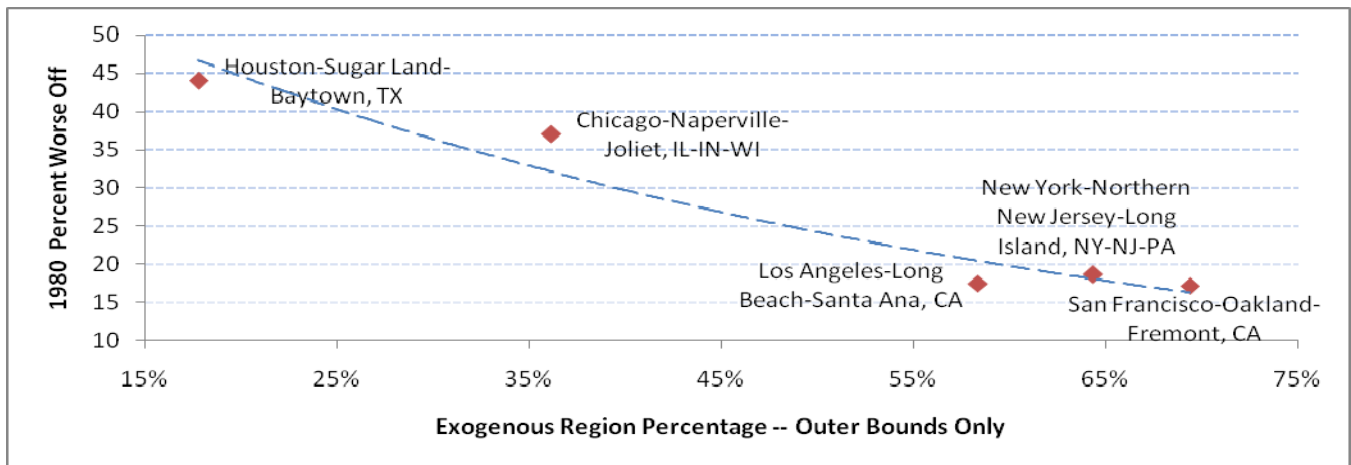 50
45
40
35
30
25
20
15
10
1980 Percent Worse Off
Houston-Sugar Land-
Baytown, TX
Chicago-Naperville-
Joliet, IL-IN-WI
New York-Northern
New Jersey-Long
Island, NY-NJ-PA
Los Angeles-Long
Beach-Santa Ana, CA
San Francisco-Oakland-
Fremont, CA
15% 25% 35% 45% 55% 65% 75%
Exogenous Region Percentage -- Outer Bounds Only